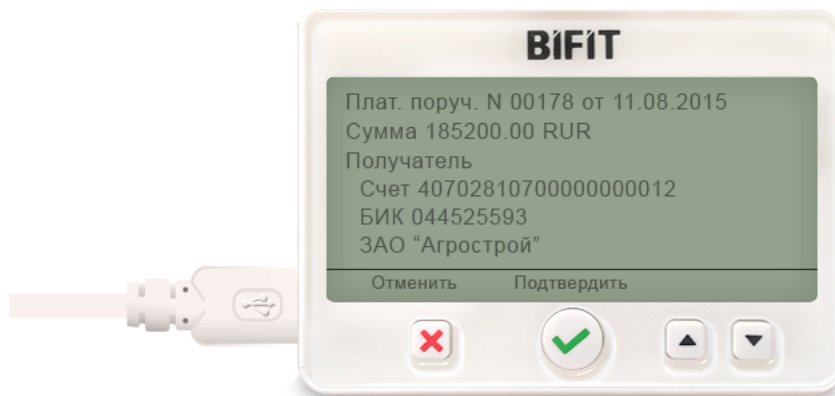 BIFIT
Плат. поруч. N 00178 от 11.08.2015
Сумма 185200.00 RUR
Получатель
Счет 40702810700000000012
БИК 044525593
ЗАО “Агрострой”
Отменить Подтвердить